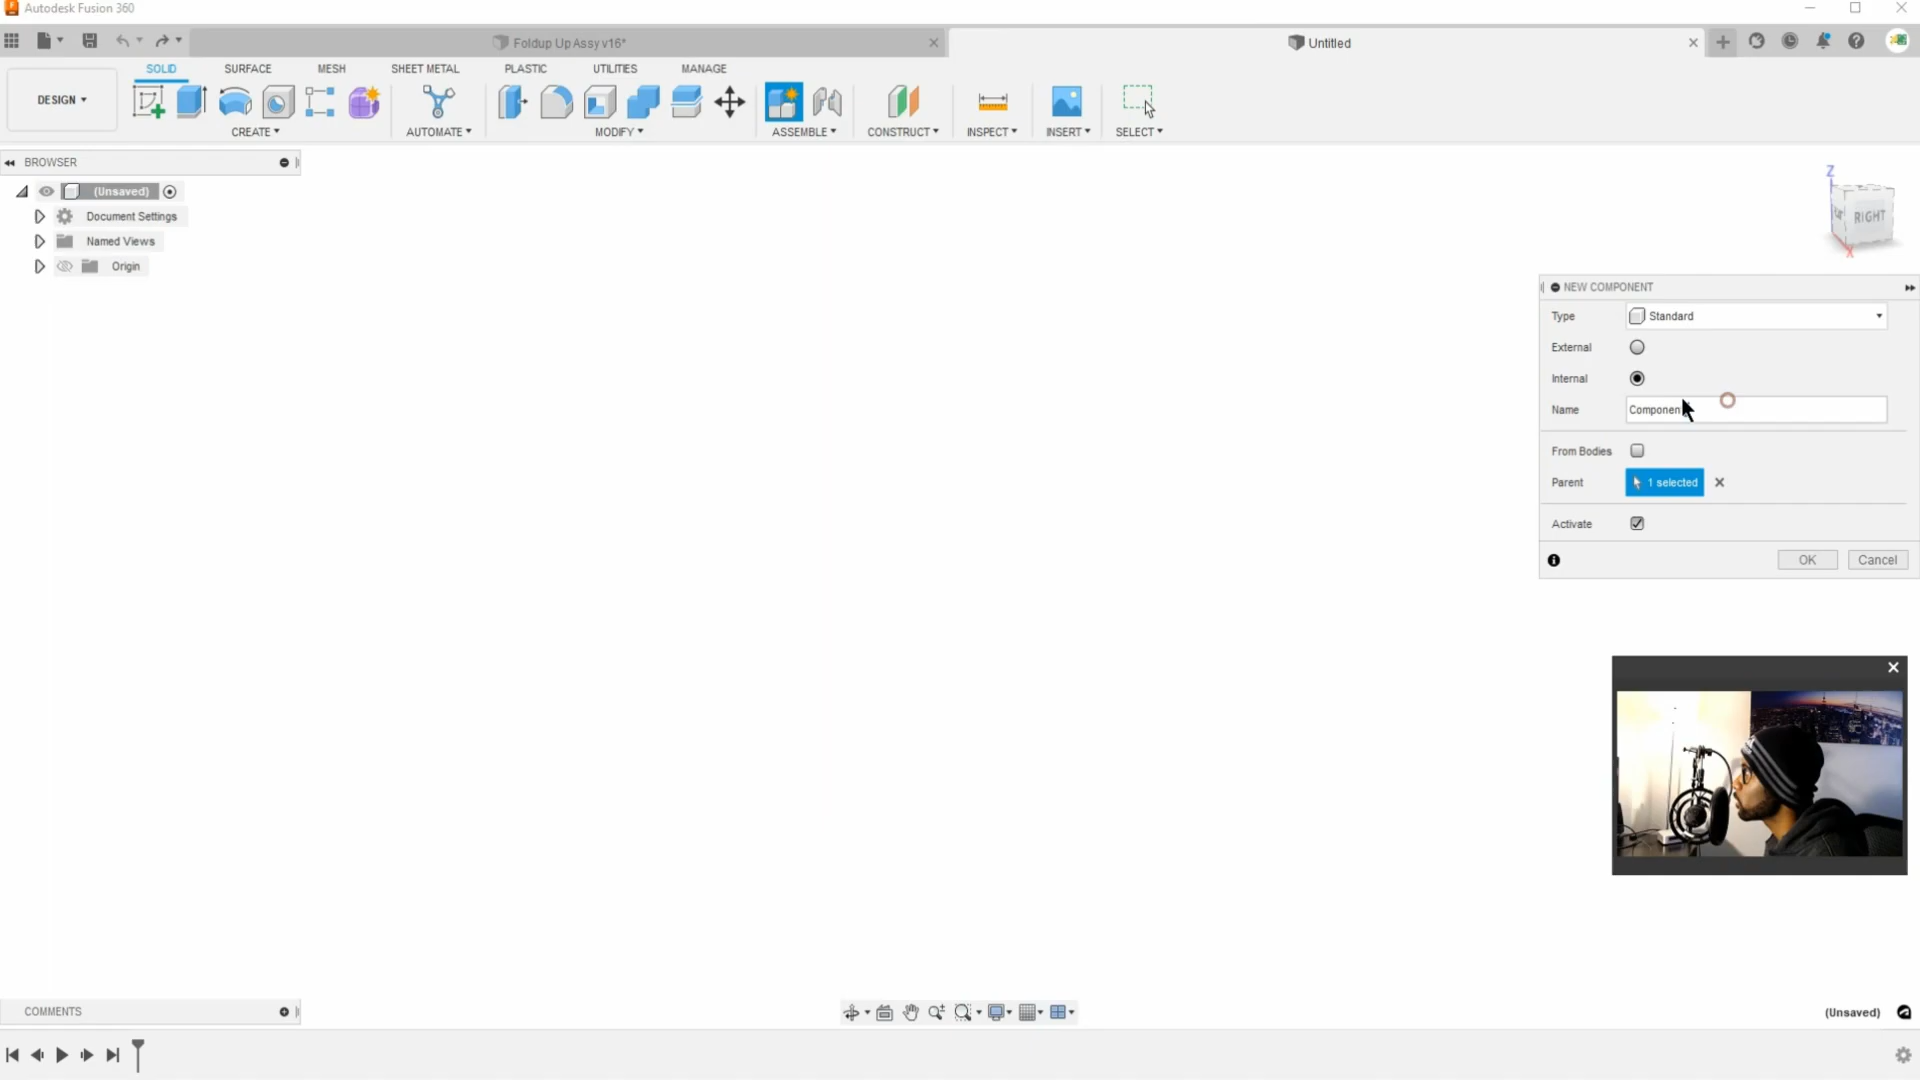 Autodesk Fusion 360
Foldup Up Assy v16*
Untitled
DESIGN
SOLID
SURFACE
MESH
SHEET METAL
PLASTIC
UTILITIES
MANAGE
CREATE
AUTOMATE
MODIFY
ASSEMBLE
CONSTRUCT
INSPECT
INSERT
SELECT
BROWSER
(Unsaved)
Document Settings
Named Views
Origin
Z
RIGHT
X
NEW COMPONENT
Type Standard
External
Internal
Name Componen
From Bodies
Parent 1 selected
Activate
OK Cancel
COMMENTS
(Unsaved)